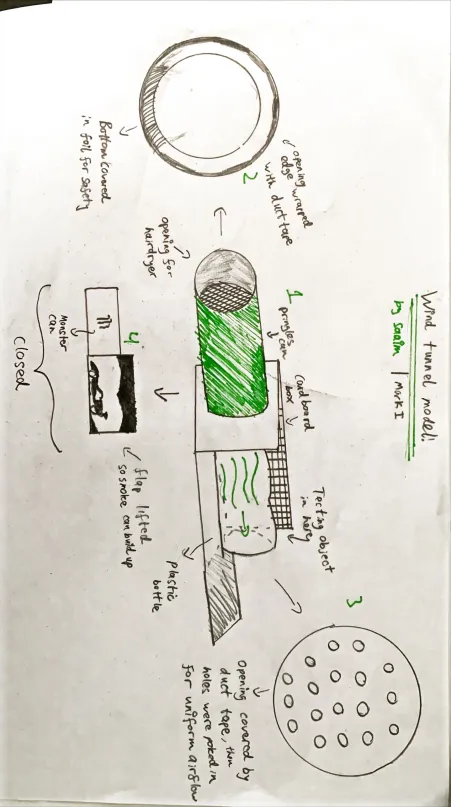 Wind tunnel model:
by saalm | Mark I
1
pringles
can
Cardboard
box
Testing object
in here
opening for
hairdryer
2
opening
edge wrapped
with duct tape
Bottom covered
in foil for safety
3
Opening covered by
duct tape, then
holes were poked in
for uniform airflow
plastic
bottle
4.
flap lifted
so smoke can build up
Monster
can
Closed